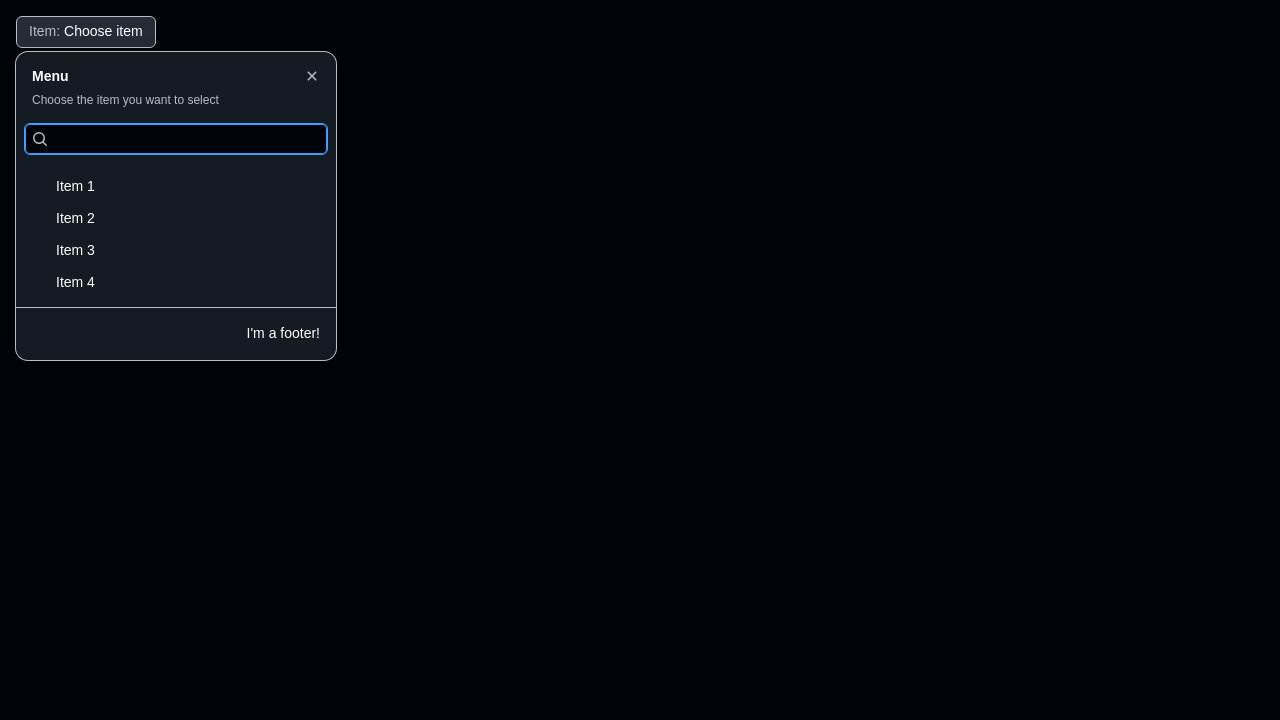 Item: Choose item
Menu
Choose the item you want to select
Item 1
Item 2
Item 3
Item 4
I'm a footer!